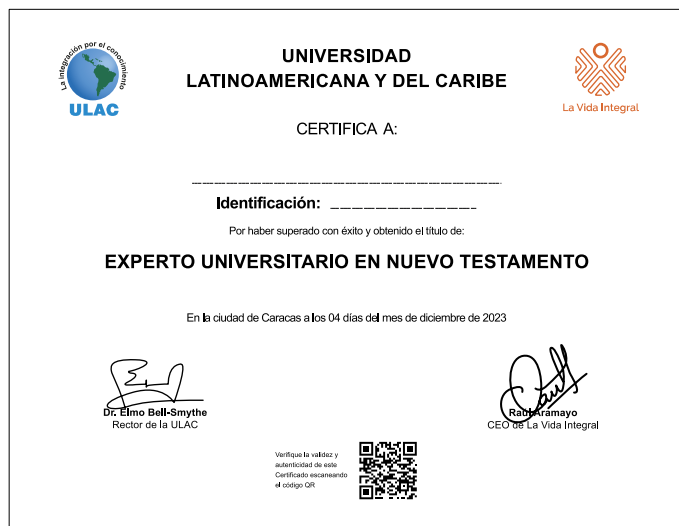 La integración por el conocimiento
ULAC
UNIVERSIDAD
LATINOAMERICANA Y DEL CARIBE
La Vida Integral
CERTIFICA A:
Identificación:
Por haber superado con éxito y obtenido el título de:
EXPERTO UNIVERSITARIO EN NUEVO TESTAMENTO
En la ciudad de Caracas a los 04 días del mes de diciembre de 2023
Dr. Elmo Bell-Smythe
Rector de la ULAC
Raúl Aramayo
CEO de La Vida Integral
Verifique la validez y
autenticidad de este
Certificado escaneando
el código QR